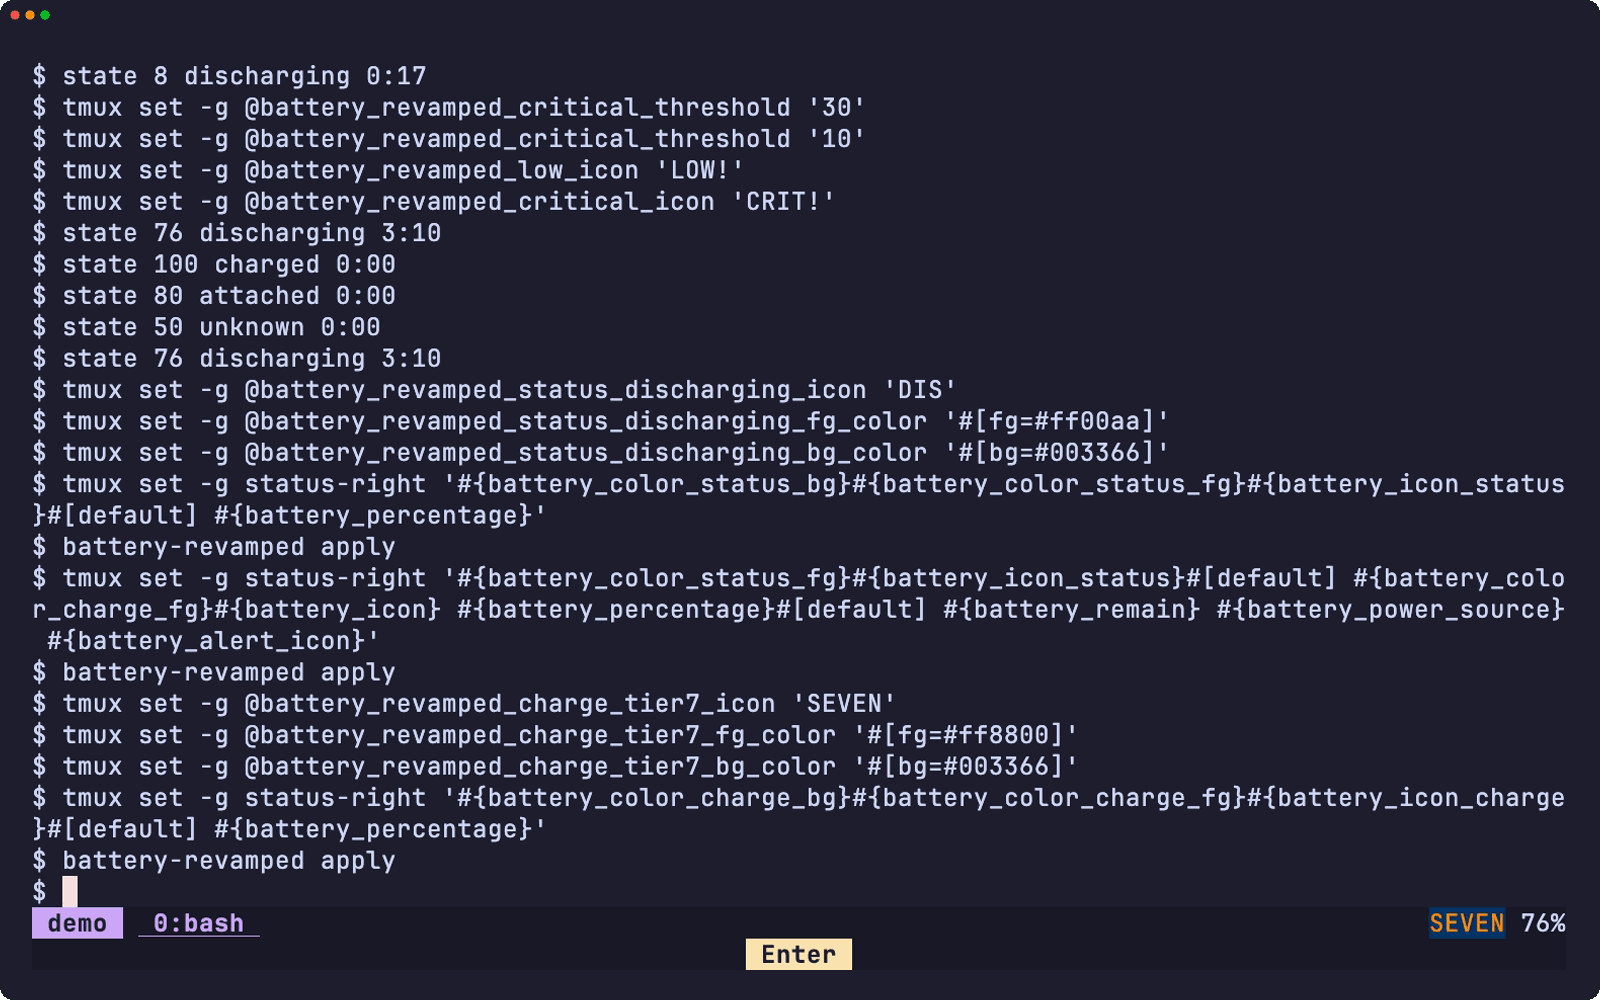 $ state 8 discharging 0:17
$ tmux set -g @battery_revamped_critical_threshold '30'
$ tmux set -g @battery_revamped_critical_threshold '10'
$ tmux set -g @battery_revamped_low_icon 'LOW!'
$ tmux set -g @battery_revamped_critical_icon 'CRIT!'
$ state 76 discharging 3:10
$ state 100 charged 0:00
$ state 80 attached 0:00
$ state 50 unknown 0:00
$ state 76 discharging 3:10
$ tmux set -g @battery_revamped_status_discharging_icon 'DIS'
$ tmux set -g @battery_revamped_status_discharging_fg_color '#[fg=#ff00aa]'
$ tmux set -g @battery_revamped_status_discharging_bg_color '#[bg=#003366]'
$ tmux set -g status-right '#{battery_color_status_bg}#{battery_color_status_fg}#{battery_icon_status
}#[default] #{battery_percentage}'
$ battery-revamped apply
$ tmux set -g status-right '#{battery_color_status_fg}#{battery_icon_status}#[default] #{battery_colo
r_charge_fg}#{battery_icon} #{battery_percentage}#[default] #{battery_remain} #{battery_power_source}
 #{battery_alert_icon}'
$ battery-revamped apply
$ tmux set -g @battery_revamped_charge_tier7_icon 'SEVEN'
$ tmux set -g @battery_revamped_charge_tier7_fg_color '#[fg=#ff8800]'
$ tmux set -g @battery_revamped_charge_tier7_bg_color '#[bg=#003366]'
$ tmux set -g status-right '#{battery_color_charge_bg}#{battery_color_charge_fg}#{battery_icon_charge
}#[default] #{battery_percentage}'
$ battery-revamped apply
$
demo 0:bash SEVEN 76%
Enter